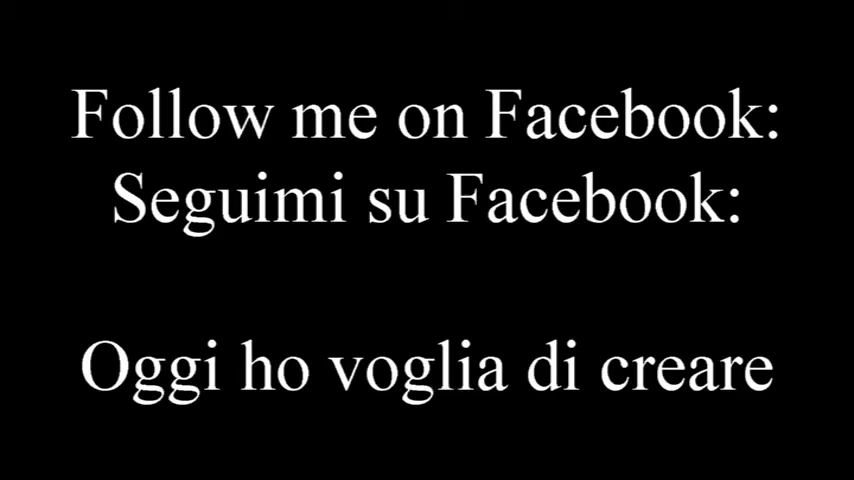 Follow me on Facebook:
Seguimi su Facebook:
Oggi ho voglia di creare